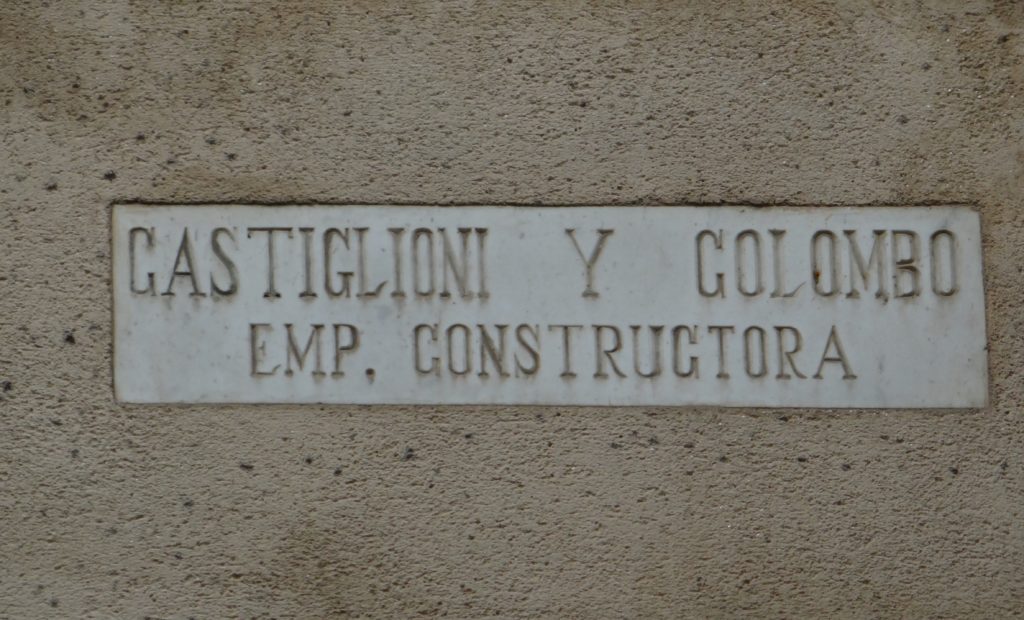 CASTIGLIONI Y COLOMBO
EMP. CONSTRUCTORA